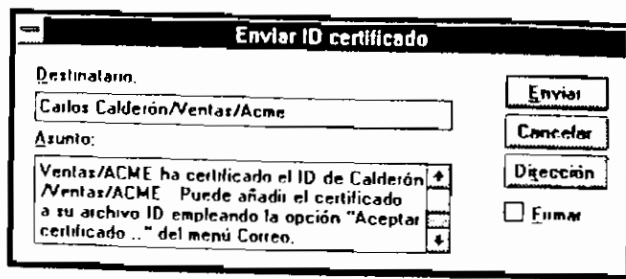 Enviar ID certificado
Destinatario:
Carlos Calderón/Ventas/Acme
Asunto:
Ventas/ACME ha certificado el ID de Calderón
/Ventas/ACME Puede añadir el certificado
a su archivo ID empleando la opción "Aceptar
certificado .." del menú Correo.
Enviar
Cancelar
Dirección
Firmar